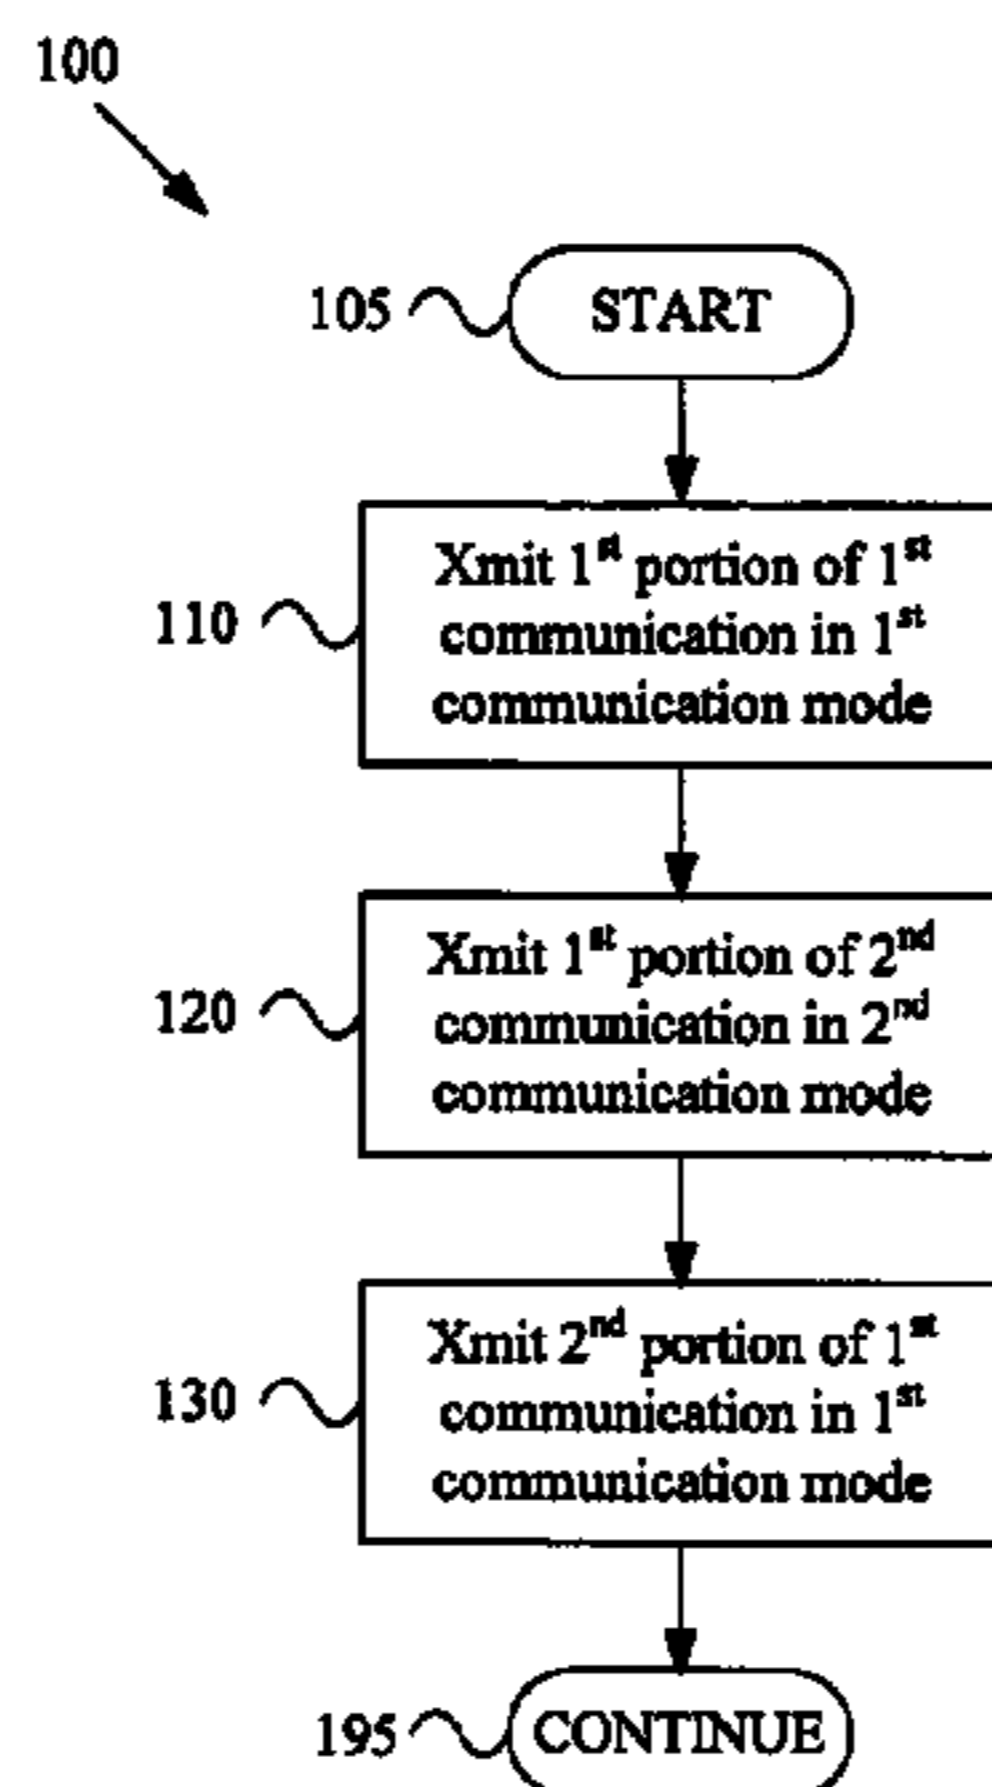 100
105 START
110
Xmit 1st portion of 1st
communication in 1st
communication mode
120
Xmit 1st portion of 2nd
communication in 2nd
communication mode
130
Xmit 2nd portion of 1st
communication in 1st
communication mode
195 CONTINUE